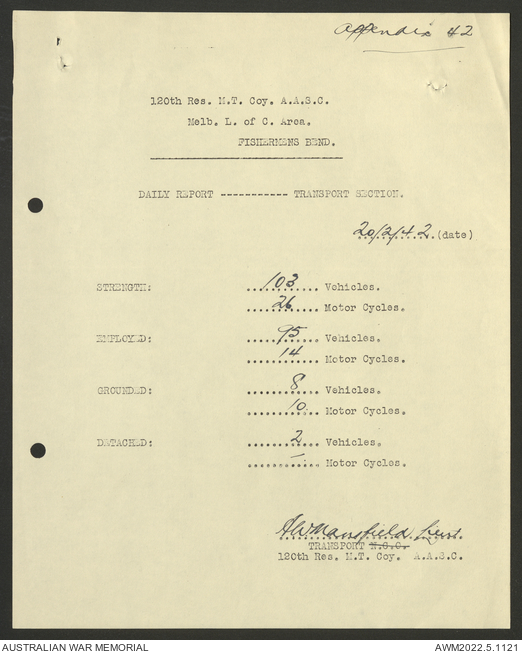 Appendix 42
120th Res. M.T. Coy. A.A.S.C.
Melb. L. of C. Area.
FISHERMENS BEND.
DAILY REPORT ----------- TRANSPORT SECTION.
20/2/42 (date)
STRENGTH: 103 Vehicles.
26 Motor Cycles.
EMPLOYED: 95 Vehicles.
14 Motor Cycles.
GROUNDED: 8 Vehicles.
10 Motor Cycles.
DETACHED: 2 Vehicles.
- Motor Cycles.
Mansfield Lieut.
TRANSPORT N.C.O.
120th Res. M.T. Coy. A.A.S.C.
AUSTRALIAN WAR MEMORIAL AWM2022.5.1121